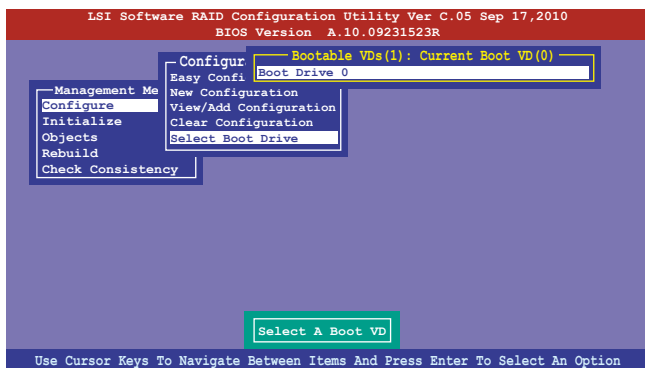 LSI Software RAID Configuration Utility Ver C.05 Sep 17,2010
BIOS Version A.10.09231523R
Bootable VDs(1): Current Boot VD(0)
Boot Drive 0
Configur
Easy Confi
New Configuration
View/Add Configuration
Clear Configuration
Select Boot Drive
Management Me
Configure
Initialize
Objects
Rebuild
Check Consistency
Select A Boot VD
Use Cursor Keys To Navigate Between Items And Press Enter To Select An Option